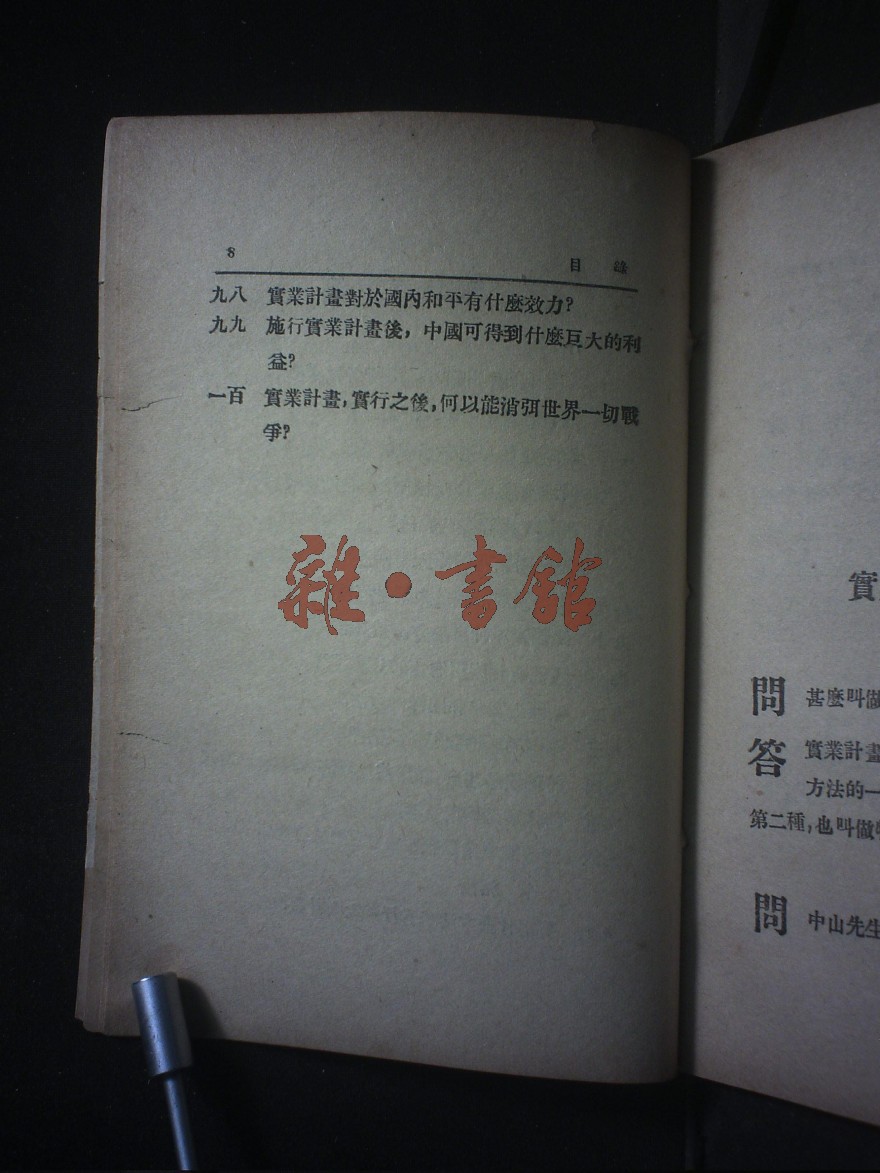 8 目錄
九八 實業計畫對於國內和平有什麼效力?
九九 施行實業計畫後,中國可得到什麼巨大的利
益?
一百 實業計畫,實行之後,何以能消弭世界一切戰
爭?
雜·書館
實
問 甚麼叫做
答 實業計畫
方法的一
第二種,也叫做
問 中山先生